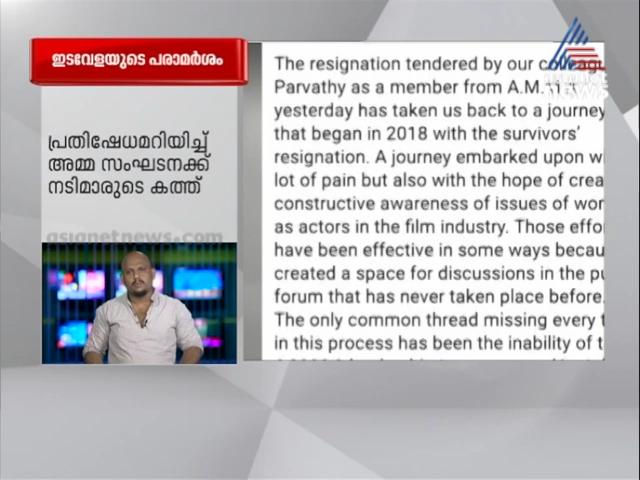 ഇടവേളയുടെ പരാമർശം
പ്രതിഷേധമറിയിച്ച്
അമ്മ സംഘടനക്ക്
നടിമാരുടെ കത്ത്
asianetnews.com
The resignation tendered by our
Parvathy as a member from
yesterday has taken us back to a journey
that began in 2018 with the survivors'
resignation. A journey embarked upon
lot of pain but also with the hope of
constructive awareness of issues of
as actors in the film industry. Those
have been effective in some ways
created a space for discussions in the
forum that has never taken place before.
The only common thread missing every
in this process has been the inability of
NEWS